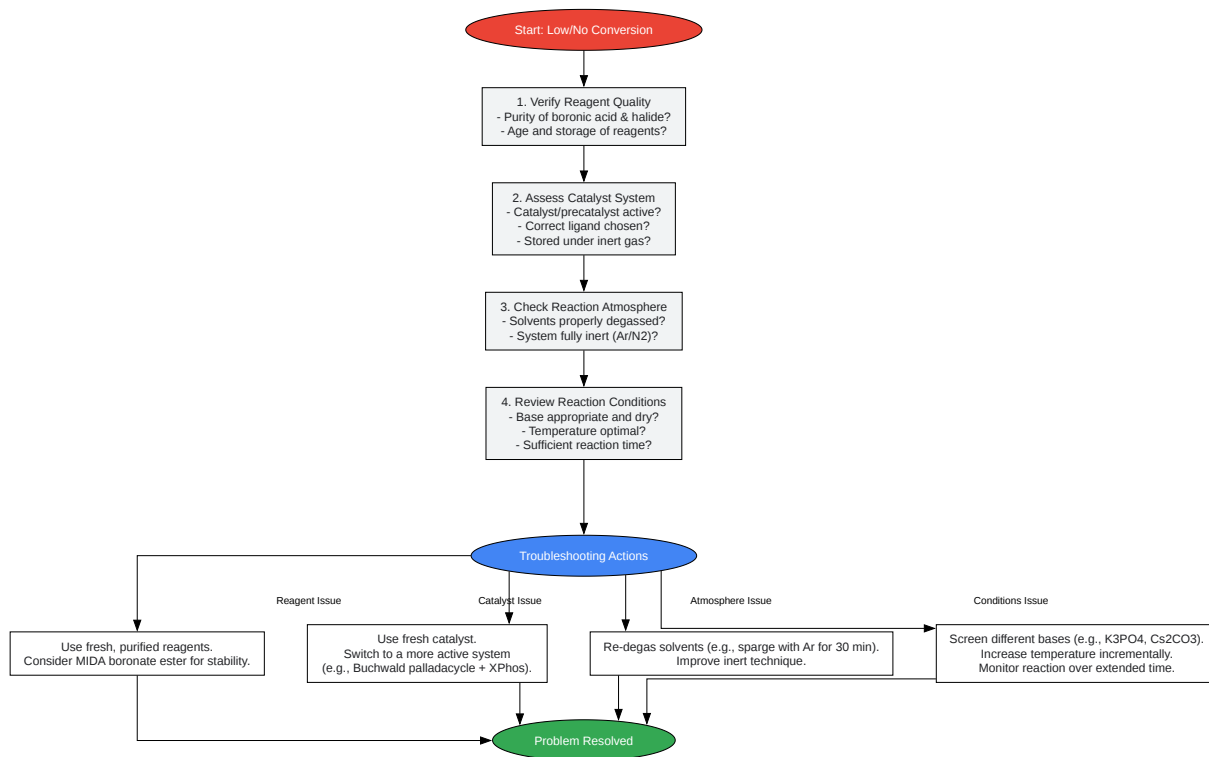 Start: Low/No Conversion
1. Verify Reagent Quality
- Purity of boronic acid & halide?
- Age and storage of reagents?
2. Assess Catalyst System
- Catalyst/precatalyst active?
- Correct ligand chosen?
- Stored under inert gas?
3. Check Reaction Atmosphere
- Solvents properly degassed?
- System fully inert (Ar/N2)?
4. Review Reaction Conditions
- Base appropriate and dry?
- Temperature optimal?
- Sufficient reaction time?
Troubleshooting Actions
Reagent Issue
Catalyst Issue
Atmosphere Issue
Conditions Issue
Use fresh, purified reagents.
Consider MIDA boronate ester for stability.
Use fresh catalyst.
Switch to a more active system
(e.g., Buchwald palladacycle + XPhos).
Re-degas solvents (e.g., sparge with Ar for 30 min).
Improve inert technique.
Screen different bases (e.g., K3PO4, Cs2CO3).
Increase temperature incrementally.
Monitor reaction over extended time.
Problem Resolved